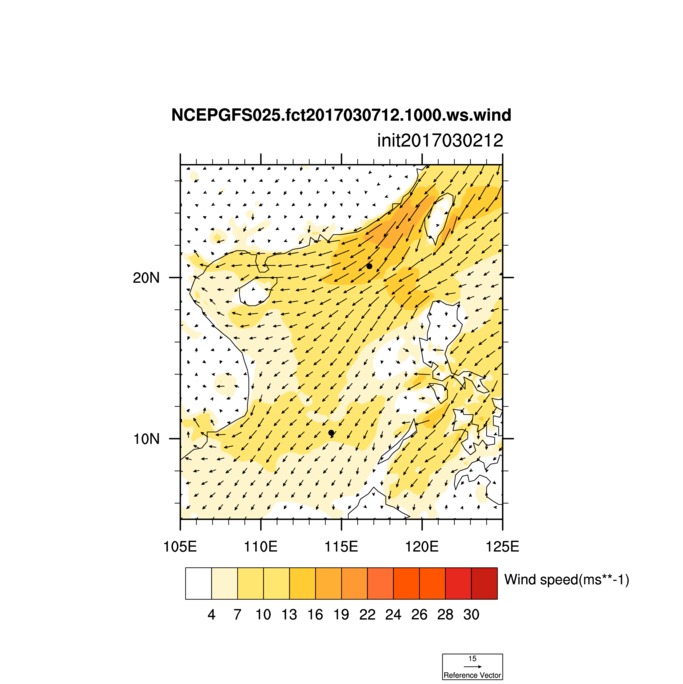 NCEPGFS025.fct2017030712.1000.ws.wind
init2017030212
20N
10N
105E 110E 115E 120E 125E
Wind speed(ms**-1)
4 7 10 13 16 19 22 24 26 28 30
15
Reference Vector